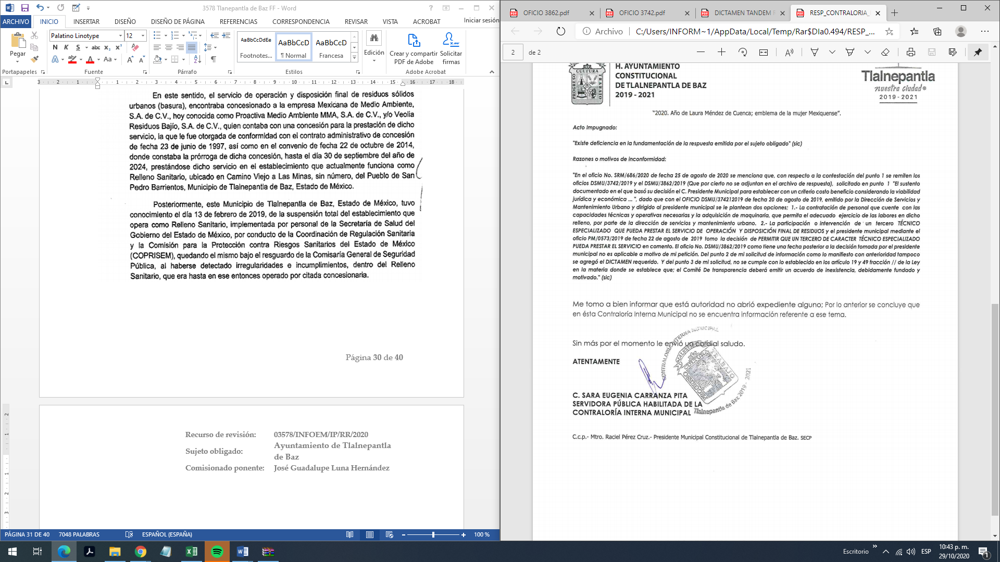 3578 Tlanepantla de Baz FF - Word
ARCHIVO INICIO INSERTAR DISEÑO DISEÑO DE PÁGINA REFERENCIAS CORRESPONDENCIA REVISAR VISTA ACROBAT Iniciar sesión
Palatino Linotype 12
Pegar
AaBbCcDdEe AaBbCcD AaBbCcD
Footnotes... ¶ Normal Francesa
Edición
Crear y compartir PDF de Adobe
Solicitar firmas
Portapapeles Fuente Párrafo Estilos Adobe Acrobat
En este sentido, el servicio de operación y disposición final de residuos sólidos
urbanos (basura), encontraba concesionado a la empresa Mexicana de Medio Ambiente,
S.A. de C.V., hoy conocida como Proactiva Medio Ambiente MMA, S.A. de C.V., y/o Veolia
Residuos Bajío, S.A. de C.V., quien contaba con una concesión para la prestación de dicho
servicio, la que le fue otorgada de conformidad con el contrato administrativo de concesión
de fecha 23 de junio de 1997, así como en el convenio de fecha 22 de octubre de 2014,
donde constaba la prórroga de dicha concesión, hasta el día 30 de septiembre del año de
2024, prestándose dicho servicio en el establecimiento que actualmente funciona como
Relleno Sanitario, ubicado en Camino Viejo a Las Minas, sin número, del Pueblo de San
Pedro Barrientos, Municipio de Tlalnepantla de Baz, Estado de México.
Posteriormente, este Municipio de Tlalnepantla de Baz, Estado de México, tuvo
conocimiento el día 13 de febrero de 2019, de la suspensión total del establecimiento que
opera como Relleno Sanitario, implementada por personal de la Secretaría de Salud del
Gobierno del Estado de México, por conducto de la Coordinación de Regulación Sanitaria
y la Comisión para la Protección contra Riesgos Sanitarios del Estado de México
(COPRISEM), quedando el mismo bajo el resguardo de la Comisaría General de Seguridad
Pública, al haberse detectado irregularidades e incumplimientos, dentro del Relleno
Sanitario, que era hasta en ese entonces operado por citada concesionaria.
Página 30 de 40
Recurso de revisión: 03578/INFOEM/IP/RR/2020
Sujeto obligado: Ayuntamiento de Tlalnepantla
de Baz
Comisionado ponente: José Guadalupe Luna Hernández
PÁGINA 31 DE 40 7048 PALABRAS ESPAÑOL (ESPAÑA) 100 %
OFICIO 3862.pdf OFICIO 3742.pdf DICTAMEN TANDEM RESP_CONTRALORIA_
Archivo C:/Users/INFORM~1/AppData/Local/Temp/Rar$DIa0.494/RESP_...
2 de 2
CULTURA
PROGRESO
TRABAJO
H. AYUNTAMIENTO
CONSTITUCIONAL
DE TLALNEPANTLA DE BAZ
2019 - 2021
Tlalnepantla
nuestra ciudad®
2019 - 2021
"2020. Año de Laura Méndez de Cuenca; emblema de la mujer Mexiquense".
Acto Impugnado:
"Existe deficiencia en la fundamentación de la respuesta emitida por el sujeto obligado" (sic)
Razones o motivos de inconformidad:
"En el oficio No. SRM/686/2020 de fecha 25 de agosto de 2020 se menciona que, con respecto a la contestación del punto 1 se remiten los
oficios DSMU/3742/2019 y el DSMU/3862/2019 (Que por cierto no se adjuntan en el archivo de respuesta), solicitado en punto 1 "El sustento
documentado en el que basó su decisión el C. Presidente Municipal para establecer con un criterio costo beneficio considerando la viabilidad
jurídica y económica ... ", dado que con el OFICIO DSMU/374212019 de fecha 20 de agosto de 2019, emitido por la Dirección de Servicios y
Mantenimiento Urbano y dirigido al presidente municipal se le plantean dos opciones; 1.- La contratación de personal que cuente con las
capacidades técnicas y operativas necesarias y la adquisición de maquinaria, que permita el adecuado ejercicio de las labores en dicho
relleno, por parte de la dirección de servicios y mantenimiento urbano. 2.- La participación o intervención de un tercero TÉCNICO
ESPECIALIZADO QUE PUEDA PRESTAR EL SERVICIO DE OPERACIÓN Y DISPOSICIÓN FINAL DE RESIDUOS y el presidente municipal mediante el
oficio PM/0573/2019 de fecha 22 de agosto de 2019 tomo la decisión de PERMITIR QUE UN TERCERO DE CARACTER TÉCNICO ESPECIALIZADO
PUEDA PRESTAR EL SERVICIO en comento. El oficio No. DSMU/3862/2019 como tiene una fecha posterior a la decisión tomada por el presidente
municipal no es aplicable a motivo de mi petición. Del punto 2 de mi solicitud de información como lo manifiesto con anterioridad tampoco
se agregó el DICTAMEN requerido. Y del punto 3 de mi solicitud, no se cumple con lo establecido en los artículo 19 y 49 fracción // de la Ley
en la materia donde se establece que; el Comité De transparencia deberá emitir un acuerdo de inexistencia, debidamente fundado y
motivado." (sic)
Me tomo a bien informar que está autoridad no abrió expediente alguno; Por lo anterior se concluye que
en ésta Contraloría Interna Municipal no se encuentra información referente a ese tema.
Sin más por el momento le envió un cordial saludo.
ATENTAMENTE
CONTRALORÍA INTERNA MUNICIPAL
Tlalnepantla de Baz 2019 - 2021
C. SARA EUGENIA CARRANZA PITA
SERVIDORA PÚBLICA HABILITADA DE LA
CONTRALORÍA INTERNA MUNICIPAL
C.c.p.- Mtro. Raciel Pérez Cruz.- Presidente Municipal Constitucional de Tlalnepantla de Baz. SECP
Escritorio ESP 10:43 p. m.
29/10/2020